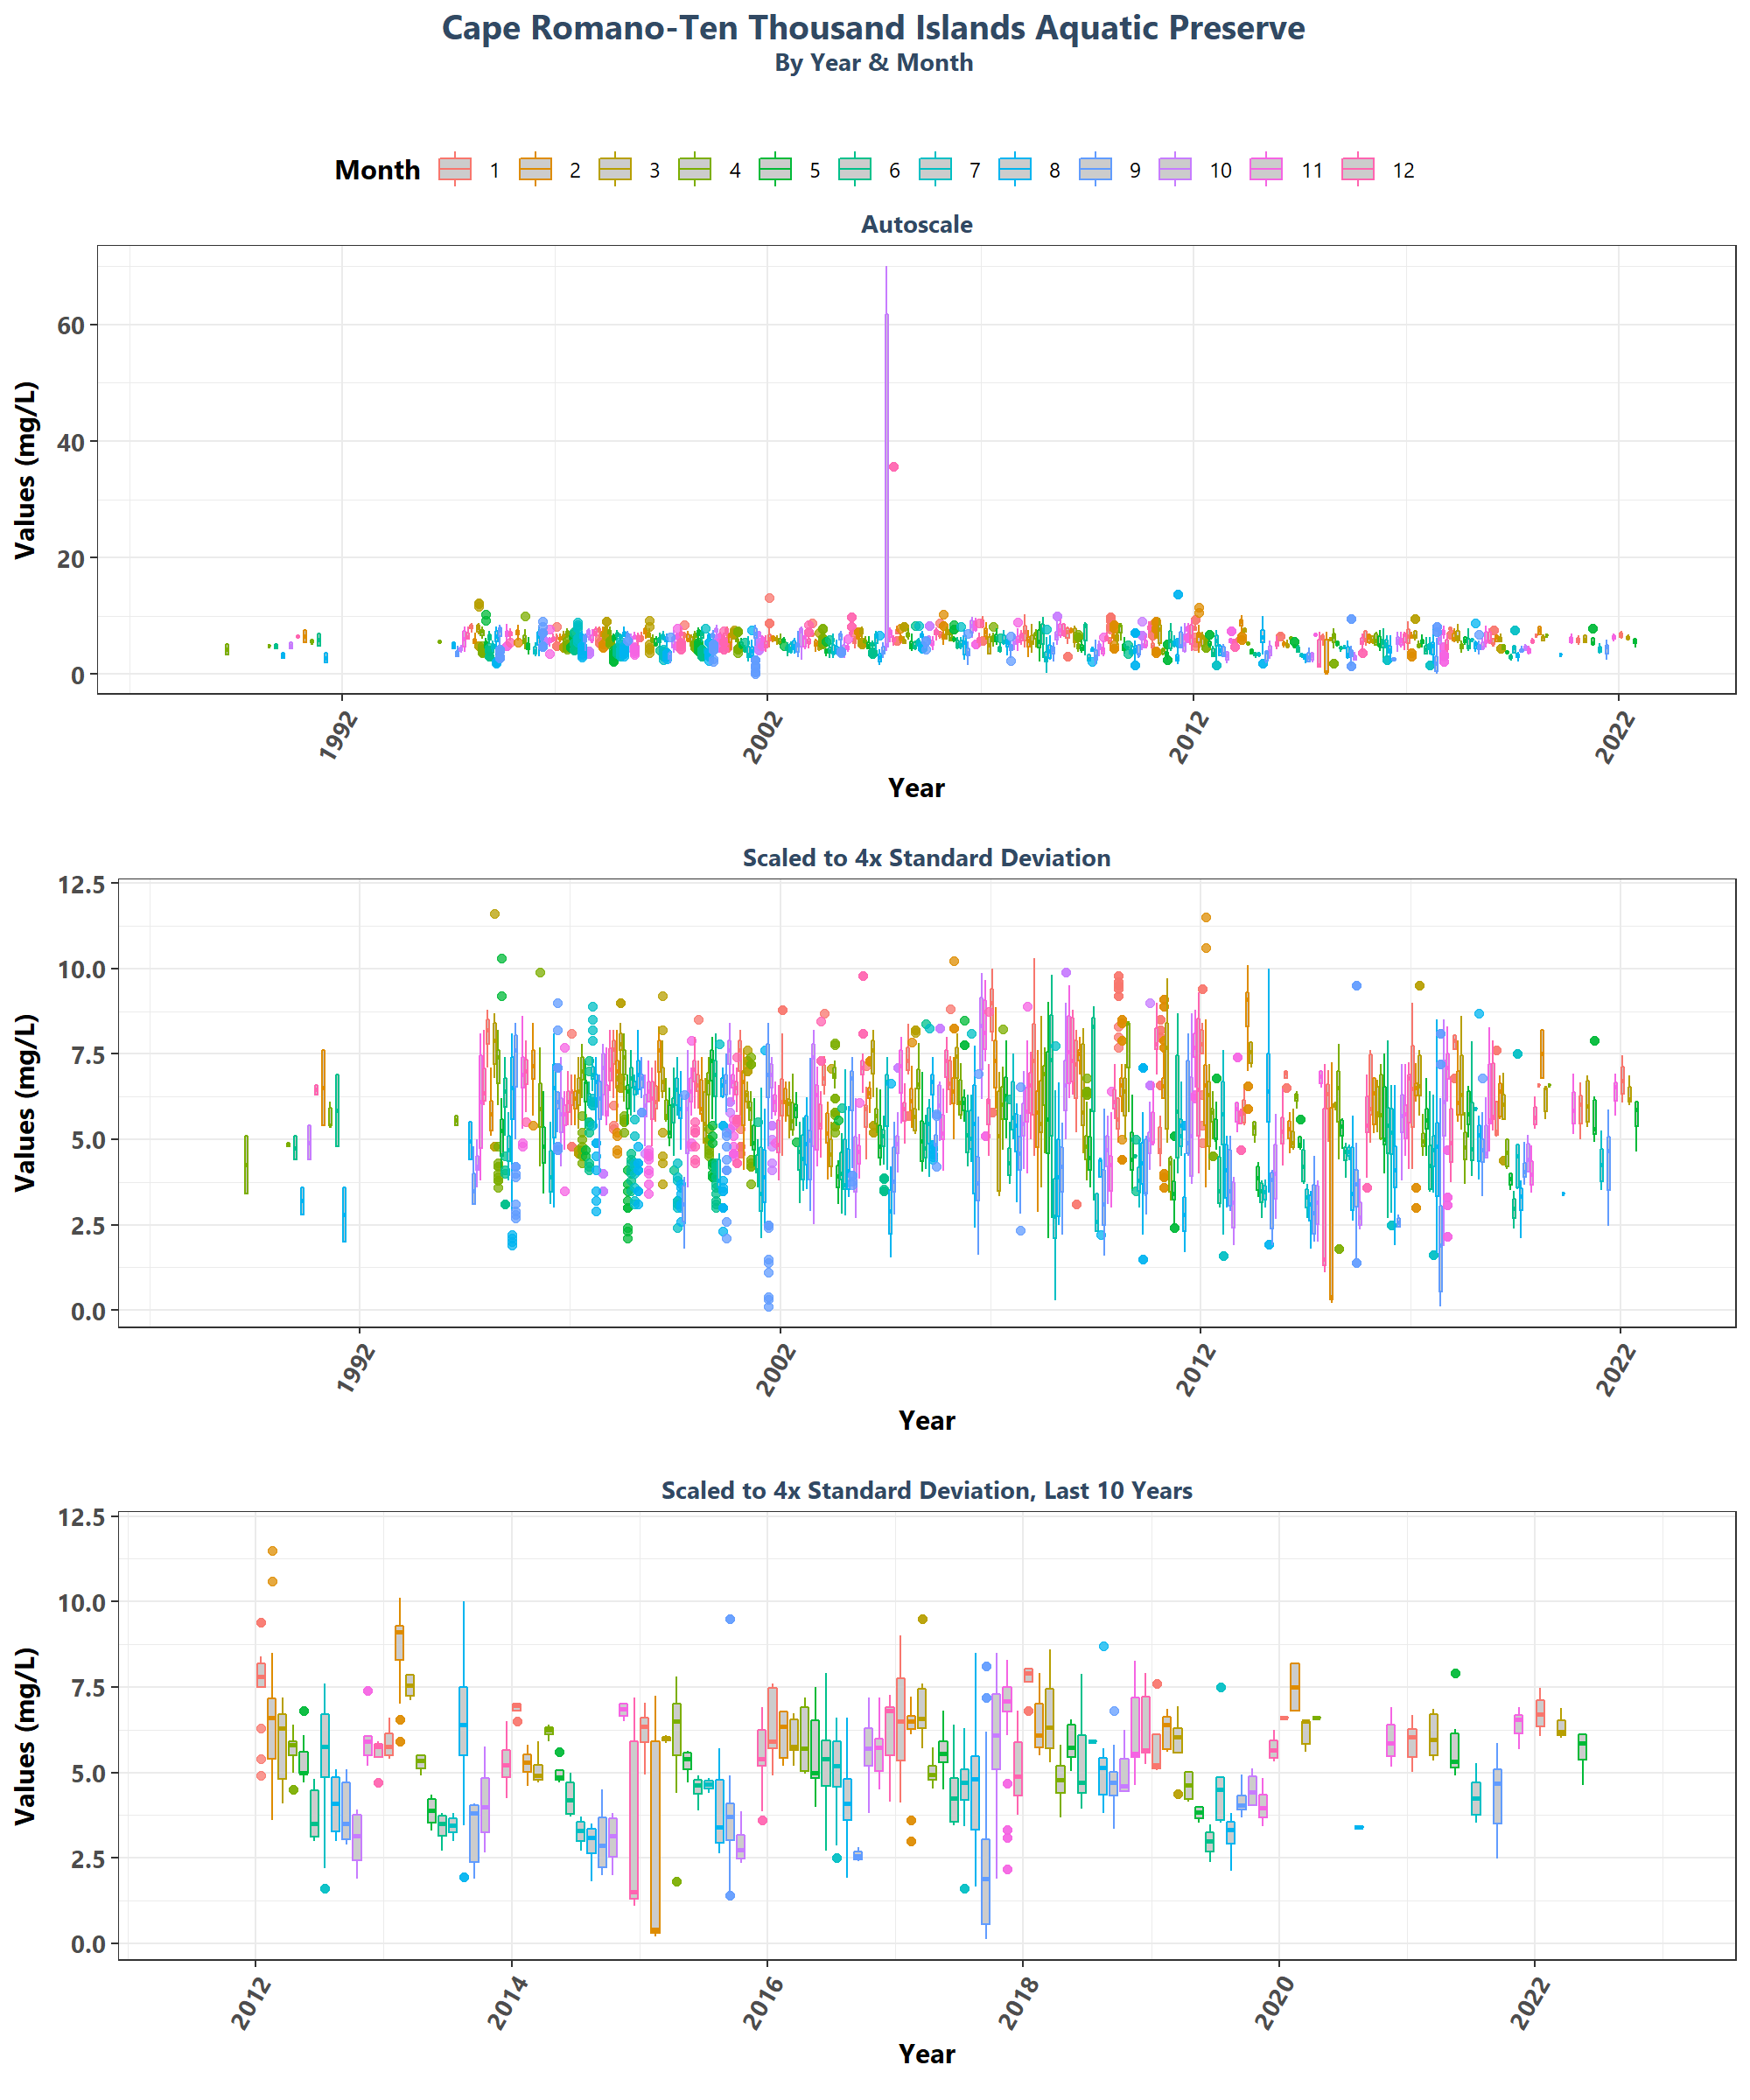 Cape Romano-Ten Thousand Islands Aquatic Preserve
By Year & Month
Month 1 2 3 4 5 6 7 8 9 10 11 12
Autoscale
Values (mg/L)
60
40
20
0
1992 2002 2012 2022
Year
Scaled to 4x Standard Deviation
Values (mg/L)
12.5
10.0
7.5
5.0
2.5
0.0
1992 2002 2012 2022
Year
Scaled to 4x Standard Deviation, Last 10 Years
Values (mg/L)
12.5
10.0
7.5
5.0
2.5
0.0
2012 2014 2016 2018 2020 2022
Year